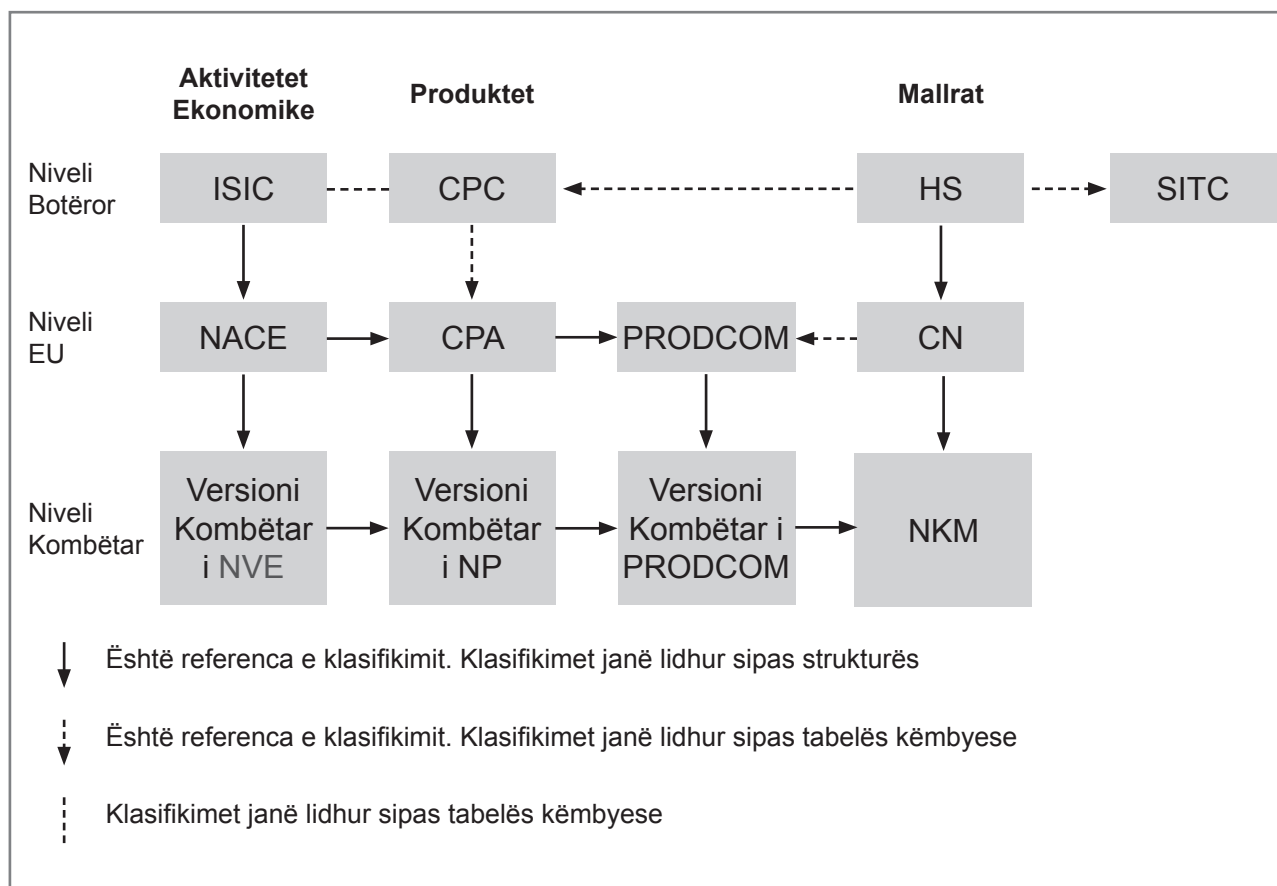 Aktivitetet
Ekonomike
Produktet
Mallrat
Niveli
Botëror
ISIC
CPC
HS
SITC
Niveli
EU
NACE
CPA
PRODCOM
CN
Niveli
Kombëtar
Versioni
Kombëtar
i NVE
Versioni
Kombëtar
i NP
Versioni
Kombëtar i
PRODCOM
NKM
Është referenca e klasifikimit. Klasifikimet janë lidhur sipas strukturës
Është referenca e klasifikimit. Klasifikimet janë lidhur sipas tabelës këmbyese
Klasifikimet janë lidhur sipas tabelës këmbyese